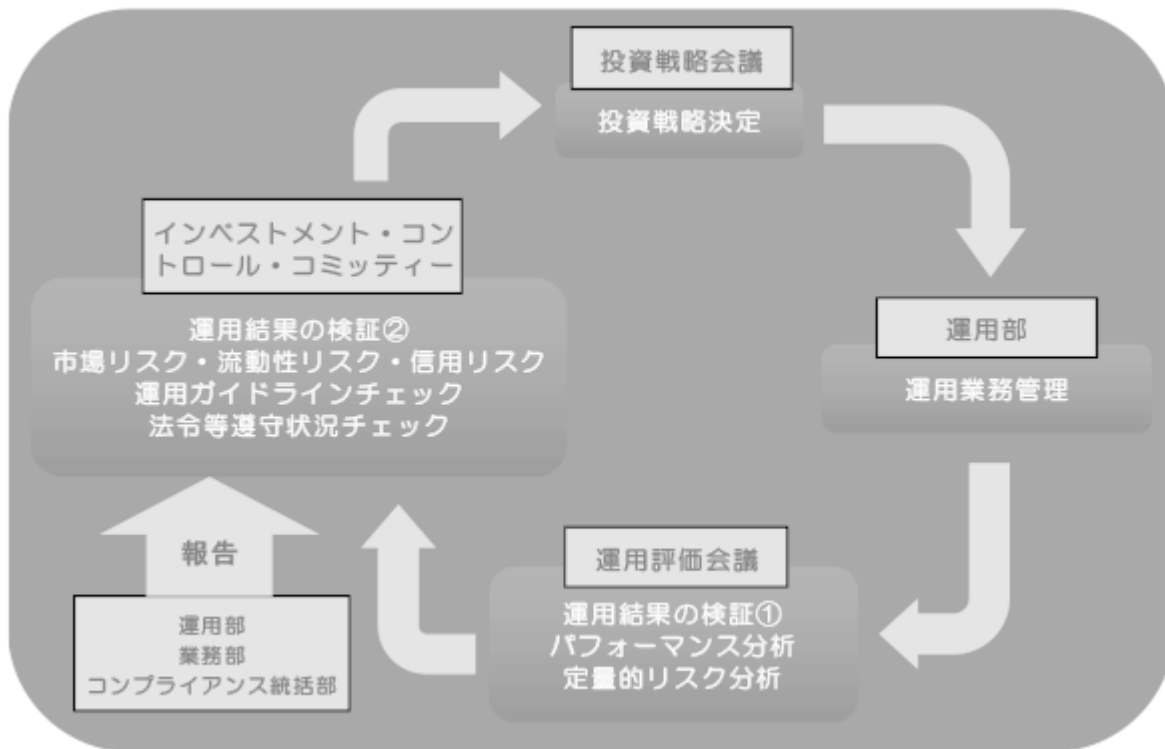 投資戦略会議
投資戦略決定
インベストメント・コン
トロール・コミッティー
運用結果の検証②
市場リスク・流動性リスク・信用リスク
運用ガイドラインチェック
法令等遵守状況チェック
運用部
運用業務管理
報告
運用部
業務部
コンプライアンス統括部
運用評価会議
運用結果の検証①
パフォーマンス分析
定量的リスク分析